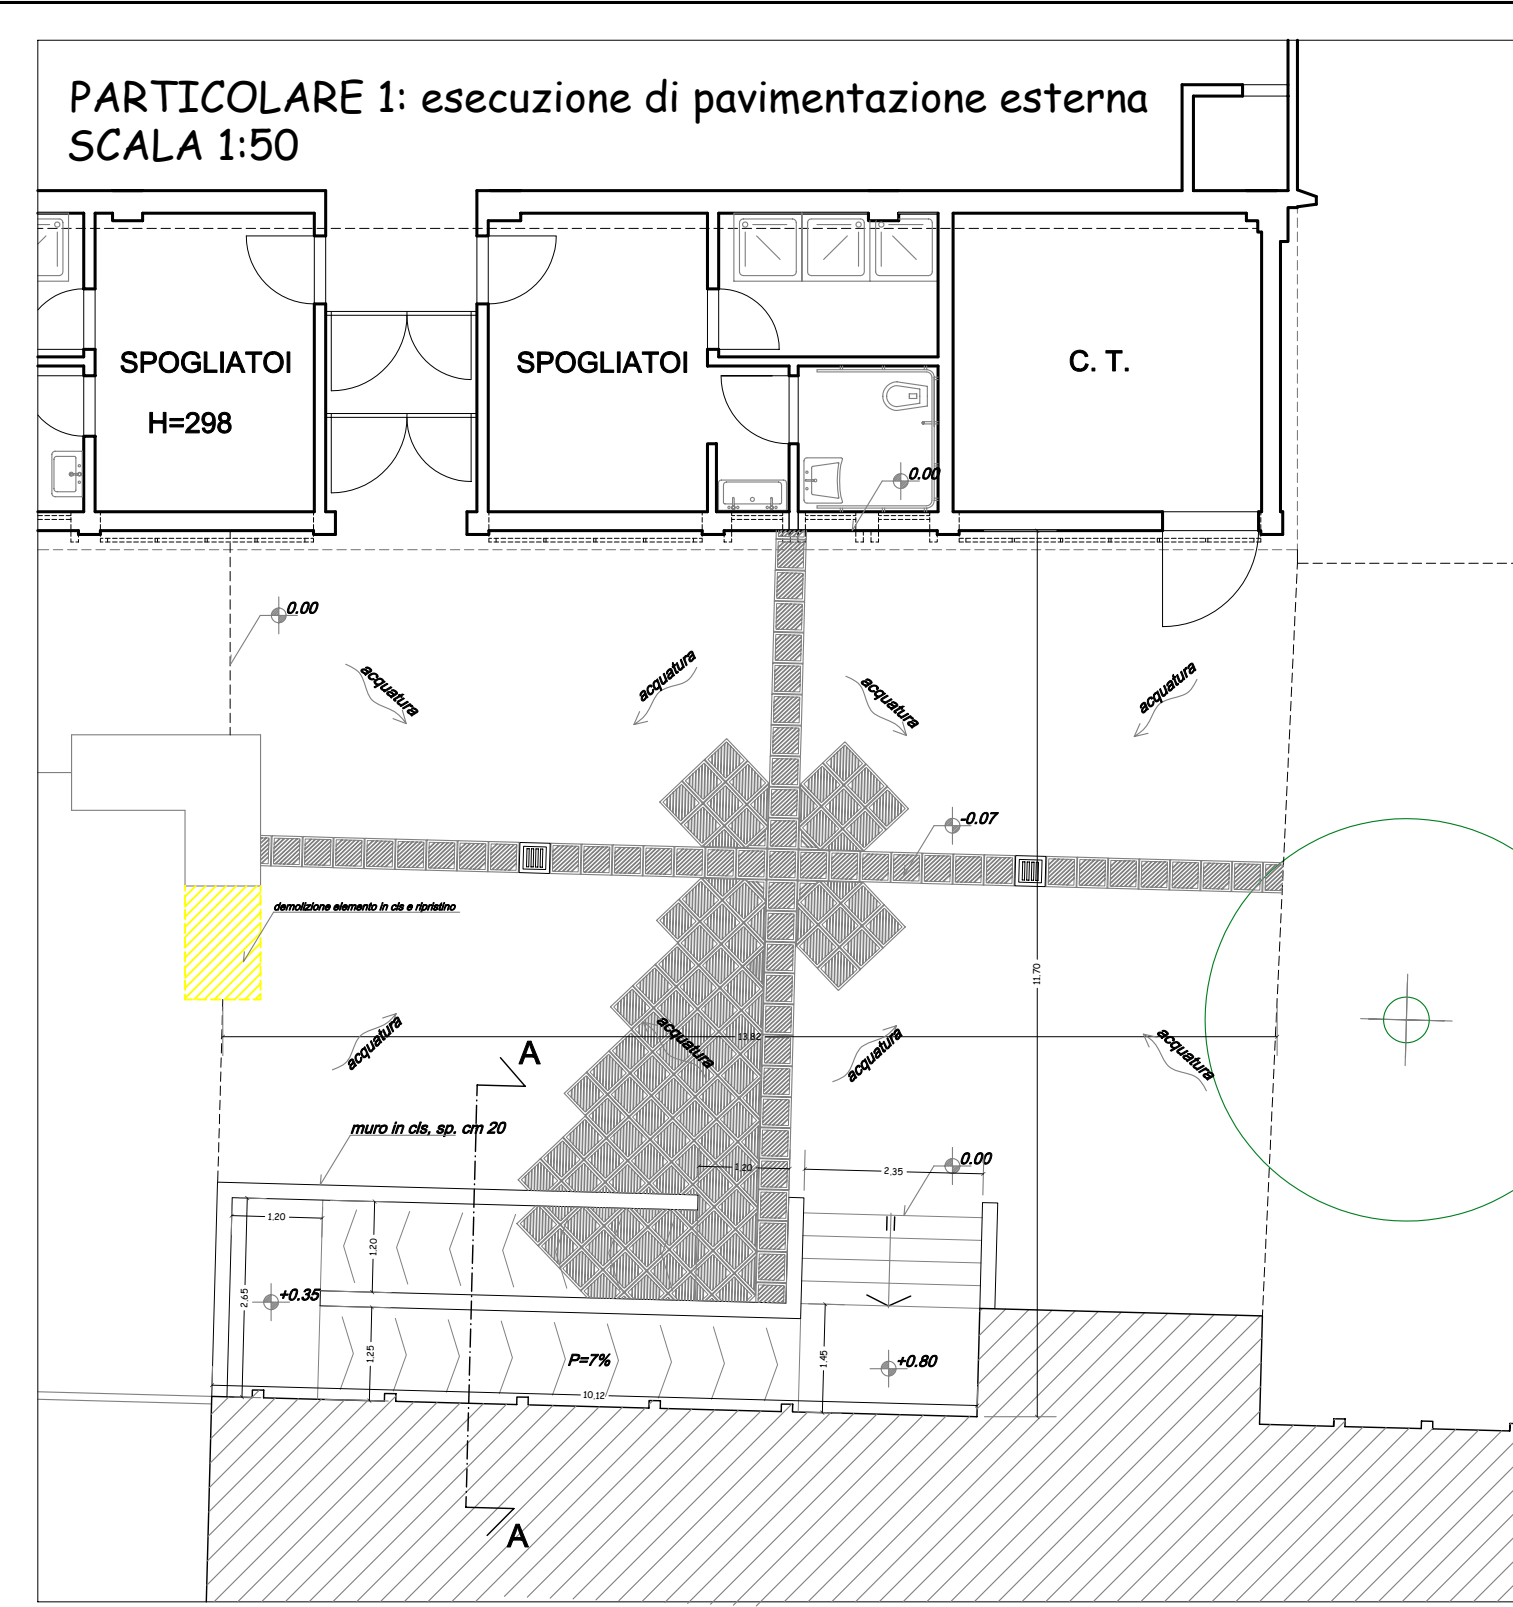 PARTICOLARE 1: esecuzione di pavimentazione esterna
SCALA 1:50
SPOGLIATOI
SPOGLIATOI
C. T.
H=298
0.00
0.00
acquatura
acquatura
acquatura
acquatura
-0.07
demolizione elemento in cls e ripristino
11,70
acquatura
acquatura
13,82
acquatura
acquatura
A
muro in cls, sp. cm 20
0.00
1,20
2,35
1,20
1,20
2,65
+0.35
1,25
P=7%
1,45
+0.80
10,12
A